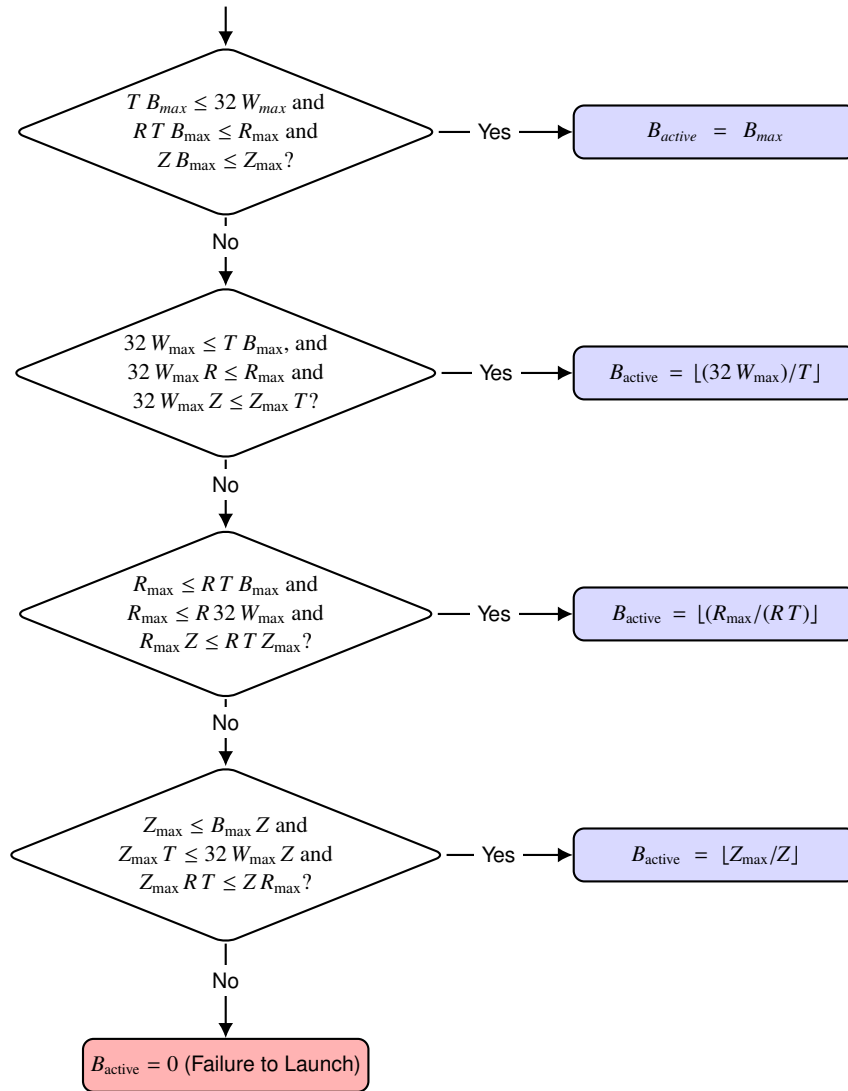 T B_max ≤ 32 W_max and
R T B_max ≤ R_max and
Z B_max ≤ Z_max?
Yes
B_active = B_max
No
32 W_max ≤ T B_max, and
32 W_max R ≤ R_max and
32 W_max Z ≤ Z_max T?
Yes
B_active = ⌊(32 W_max)/T⌋
No
R_max ≤ R T B_max and
R_max ≤ R 32 W_max and
R_max Z ≤ R T Z_max?
Yes
B_active = ⌊(R_max/(R T)⌋
No
Z_max ≤ B_max Z and
Z_max T ≤ 32 W_max Z and
Z_max R T ≤ Z R_max?
Yes
B_active = ⌊Z_max/Z⌋
No
B_active = 0 (Failure to Launch)